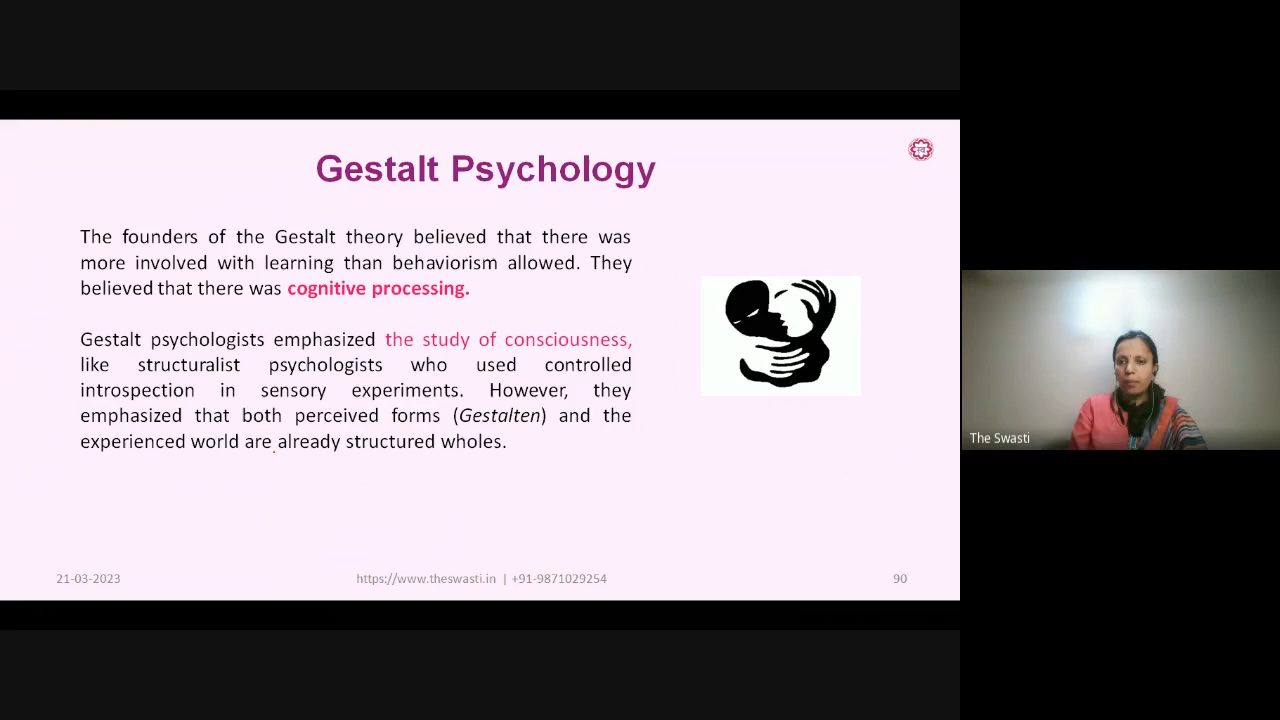 Gestalt Psychology
The founders of the Gestalt theory believed that there was
more involved with learning than behaviorism allowed. They
believed that there was cognitive processing.
Gestalt psychologists emphasized the study of consciousness,
like structuralist psychologists who used controlled
introspection in sensory experiments. However, they
emphasized that both perceived forms (Gestalten) and the
experienced world are already structured wholes.
21-03-2023
https://www.theswasti.in | +91-9871029254
90
The Swasti